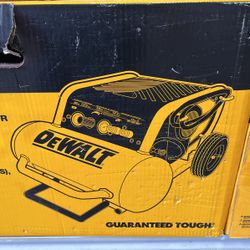 R
DEWALT
S),
GUARANTEED TOUGH®